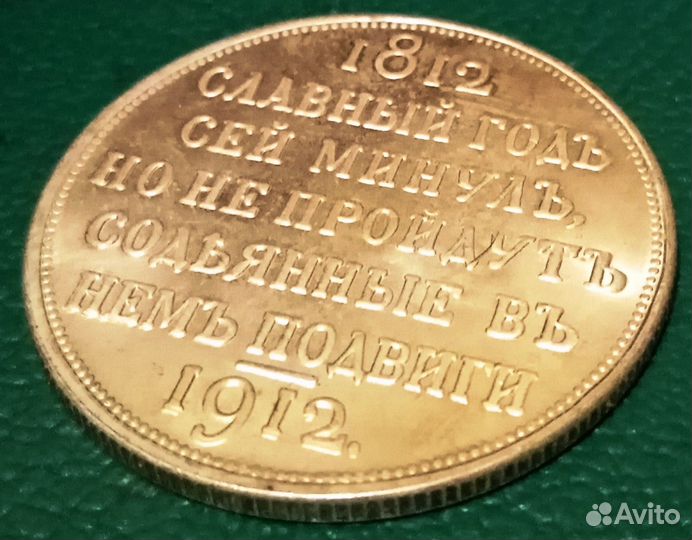 1812
СЛАВНЫЙ ГОДЪ
СЕЙ МИНУЛЪ,
НО НЕ ПРОЙДУТЪ
СОДѢЯННЫЕ ВЪ
НЕМЪ ПОДВИГИ
1912.
Avito